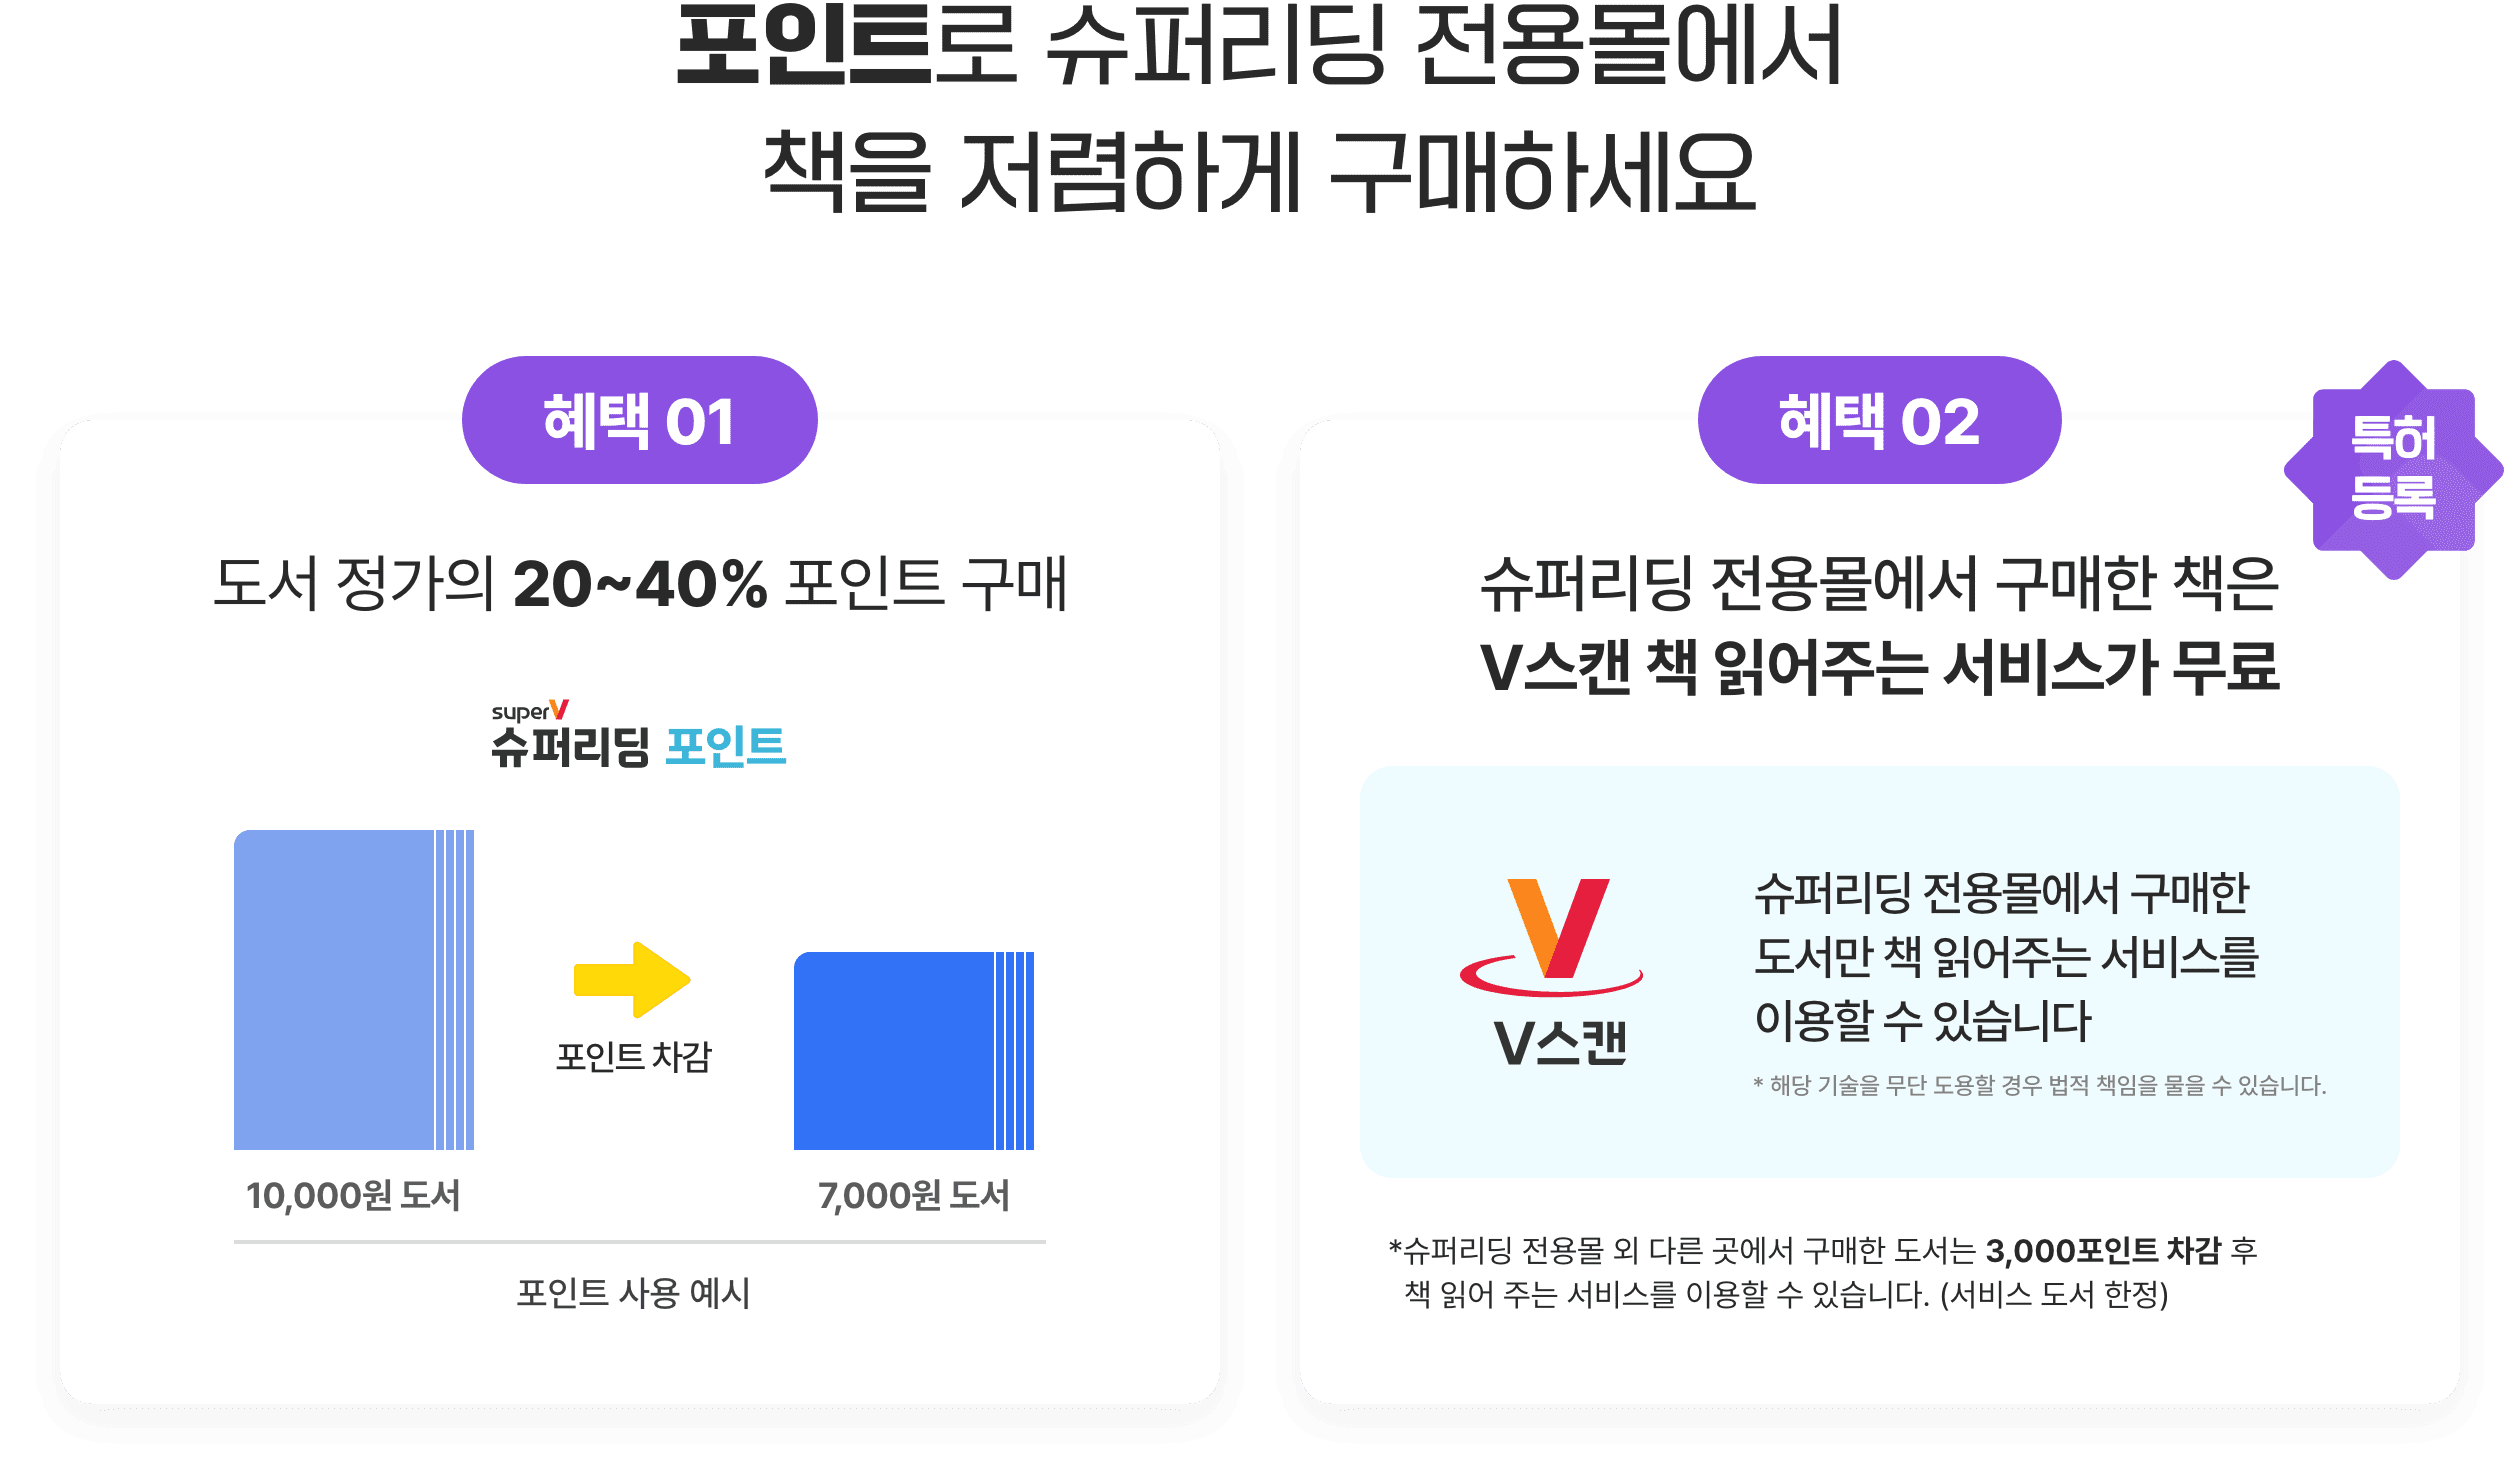 포인트로 슈퍼리딩 전용몰에서
책을 저렴하게 구매하세요
혜택 01
도서 정가의 20~40% 포인트 구매
superV
슈퍼리딩 포인트
포인트 차감
10,000원 도서
7,000원 도서
포인트 사용 예시
혜택 02
특허
등록
슈퍼리딩 전용몰에서 구매한 책은
V스캔 책 읽어주는 서비스가 무료
V
V스캔
슈퍼리딩 전용몰에서 구매한
도서만 책 읽어주는 서비스를
이용할 수 있습니다
* 해당 기술을 무단 도용할 경우 법적 책임을 물을 수 있습니다.
*슈퍼리딩 전용몰 외 다른 곳에서 구매한 도서는 3,000포인트 차감 후
책 읽어 주는 서비스를 이용할 수 있습니다. (서비스 도서 한정)